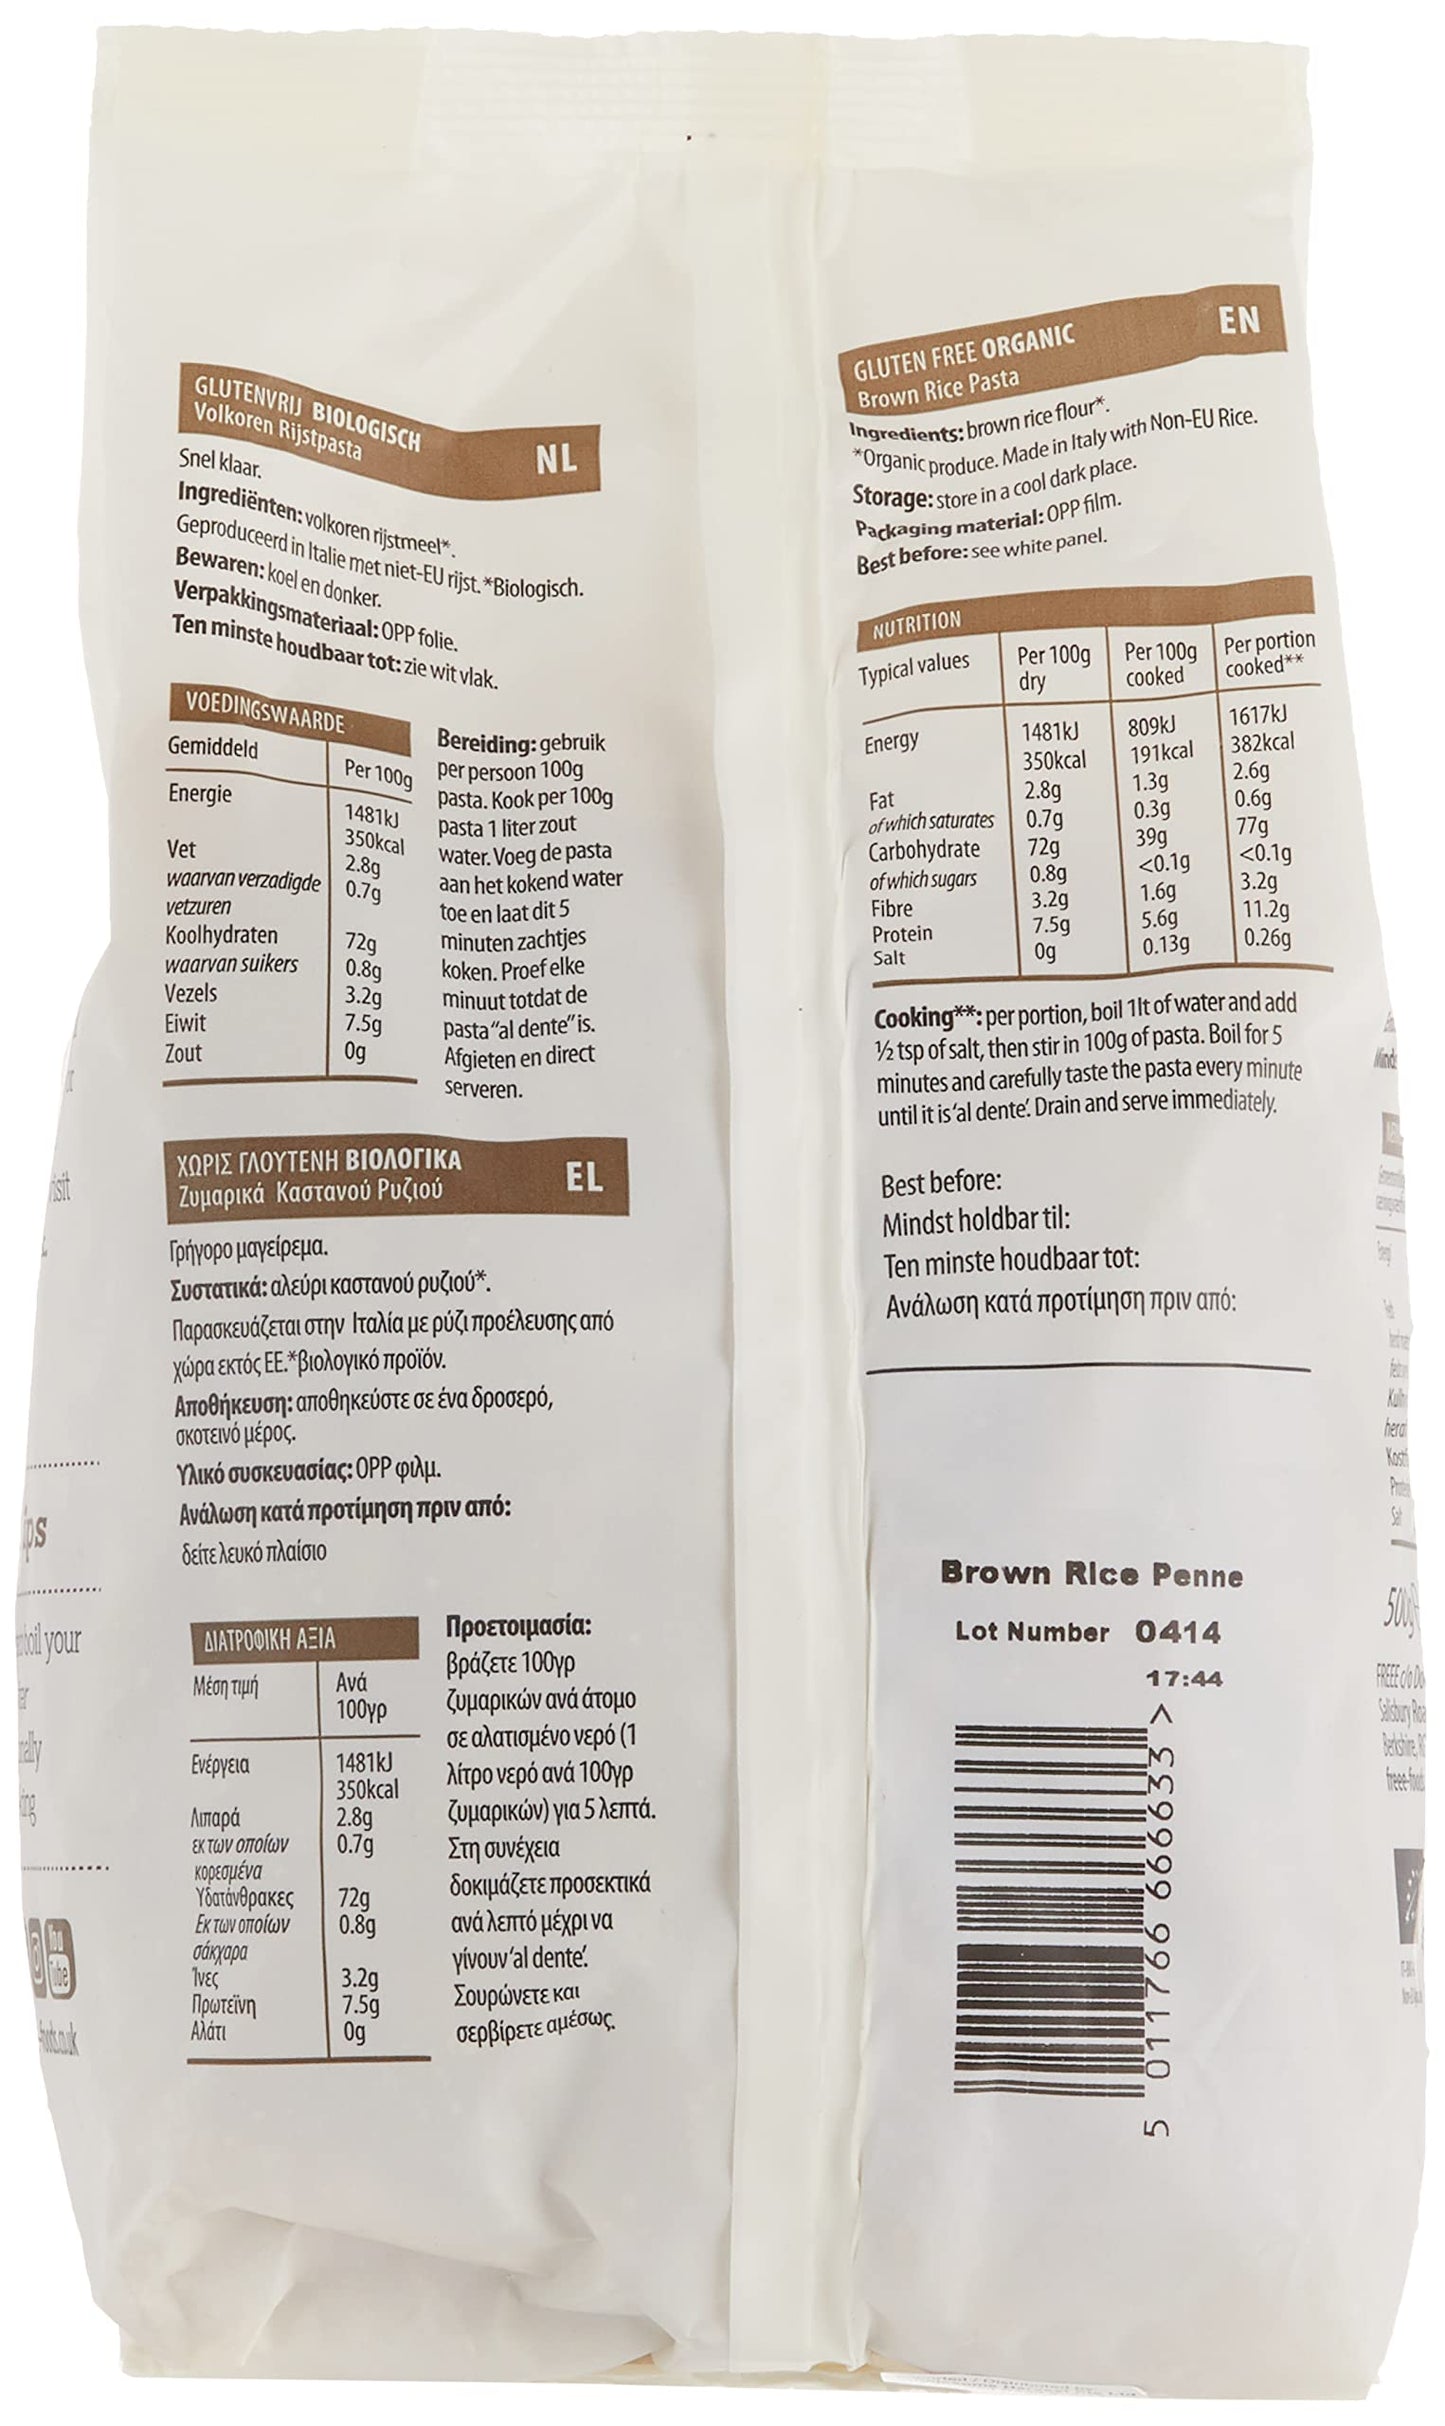 GLUTENVRIJ BIOLOGISCH
Volkoren Rijstpasta
NL
Snel klaar.
Ingrediënten: volkoren rijstmeel*.
Geproduceerd in Italie met niet-EU rijst. *Biologisch.
Bewaren: koel en donker.
Verpakkingsmateriaal: OPP folie.
Ten minste houdbaar tot: zie wit vlak.
VOEDINGSWAARDE
Gemiddeld
Per 100g
Energie 1481kJ
350kcal
Vet 2.8g
waarvan verzadigde 0.7g
vetzuren
Koolhydraten 72g
waarvan suikers 0.8g
Vezels 3.2g
Eiwit 7.5g
Zout 0g
Bereiding: gebruik
per persoon 100g
pasta. Kook per 100g
pasta 1 liter zout
water. Voeg de pasta
aan het kokend water
toe en laat dit 5
minuten zachtjes
koken. Proef elke
minuut totdat de
pasta “al dente” is.
Afgieten en direct
serveren.
ΧΩΡΙΣ ΓΛΟΥΤΕΝΗ ΒΙΟΛΟΓΙΚΑ
Ζυμαρικά Καστανού Ρυζιού
EL
Γρήγορο μαγείρεμα.
Συστατικά: αλεύρι καστανού ρυζιού*.
Παρασκευάζεται στην Ιταλία με ρύζι προέλευσης από
χώρα εκτός ΕΕ.*βιολογικό προϊόν.
Αποθήκευση: αποθηκεύστε σε ένα δροσερό,
σκοτεινό μέρος.
Υλικό συσκευασίας: OPP φιλμ.
Ανάλωση κατά προτίμηση πριν από:
δείτε λευκό πλαίσιο
ΔΙΑΤΡΟΦΙΚΗ ΑΞΙΑ
Μέση τιμή Ανά
100γρ
Ενέργεια 1481kJ
350kcal
Λιπαρά 2.8g
εκ των οποίων 0.7g
κορεσμένα
Υδατάνθρακες 72g
Εκ των οποίων 0.8g
σάκχαρα
Ίνες 3.2g
Πρωτεΐνη 7.5g
Αλάτι 0g
Προετοιμασία:
βράζετε 100γρ
ζυμαρικών ανά άτομο
σε αλατισμένο νερό (1
λίτρο νερό ανά 100γρ
ζυμαρικών) για 5 λεπτά.
Στη συνέχεια
δοκιμάζετε προσεκτικά
ανά λεπτό μέχρι να
γίνουν ‘al dente’.
Σουρώνετε και
σερβίρετε αμέσως.
GLUTEN FREE ORGANIC
Brown Rice Pasta
EN
Ingredients: brown rice flour*.
*Organic produce. Made in Italy with Non-EU Rice.
Storage: store in a cool dark place.
Packaging material: OPP film.
Best before: see white panel.
NUTRITION
Typical values Per 100g Per 100g Per portion
dry cooked cooked**
Energy 1481kJ 809kJ 1617kJ
350kcal 191kcal 382kcal
Fat 2.8g 1.3g 2.6g
of which saturates 0.7g 0.3g 0.6g
Carbohydrate 72g 39g 77g
of which sugars 0.8g <0.1g <0.1g
Fibre 3.2g 1.6g 3.2g
Protein 7.5g 5.6g 11.2g
Salt 0g 0.13g 0.26g
Cooking**: per portion, boil 1lt of water and add
½ tsp of salt, then stir in 100g of pasta. Boil for 5
minutes and carefully taste the pasta every minute
until it is ‘al dente’. Drain and serve immediately.
Best before:
Mindst holdbar til:
Ten minste houdbaar tot:
Ανάλωση κατά προτίμηση πριν από:
Brown Rice Penne
Lot Number 0414
17:44
5 011766 666633 >
your
You
Tube
500g
FREEE c/o
Salisbury
Berkshire,